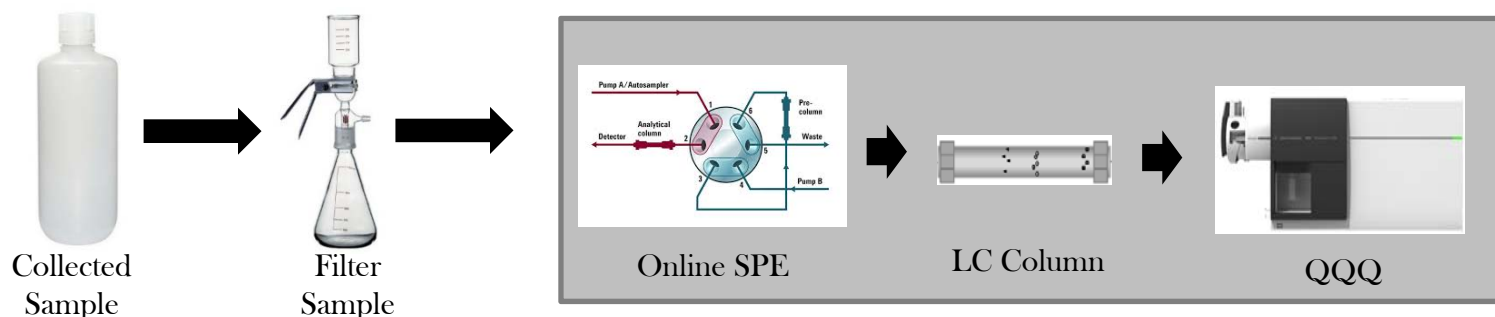 Pump A/Autosampler
1
6
Pre-
column
Analytical
column
Detector
2
5
Waste
3
4
Pump B
Collected
Sample
Filter
Sample
Online SPE
LC Column
QQQ